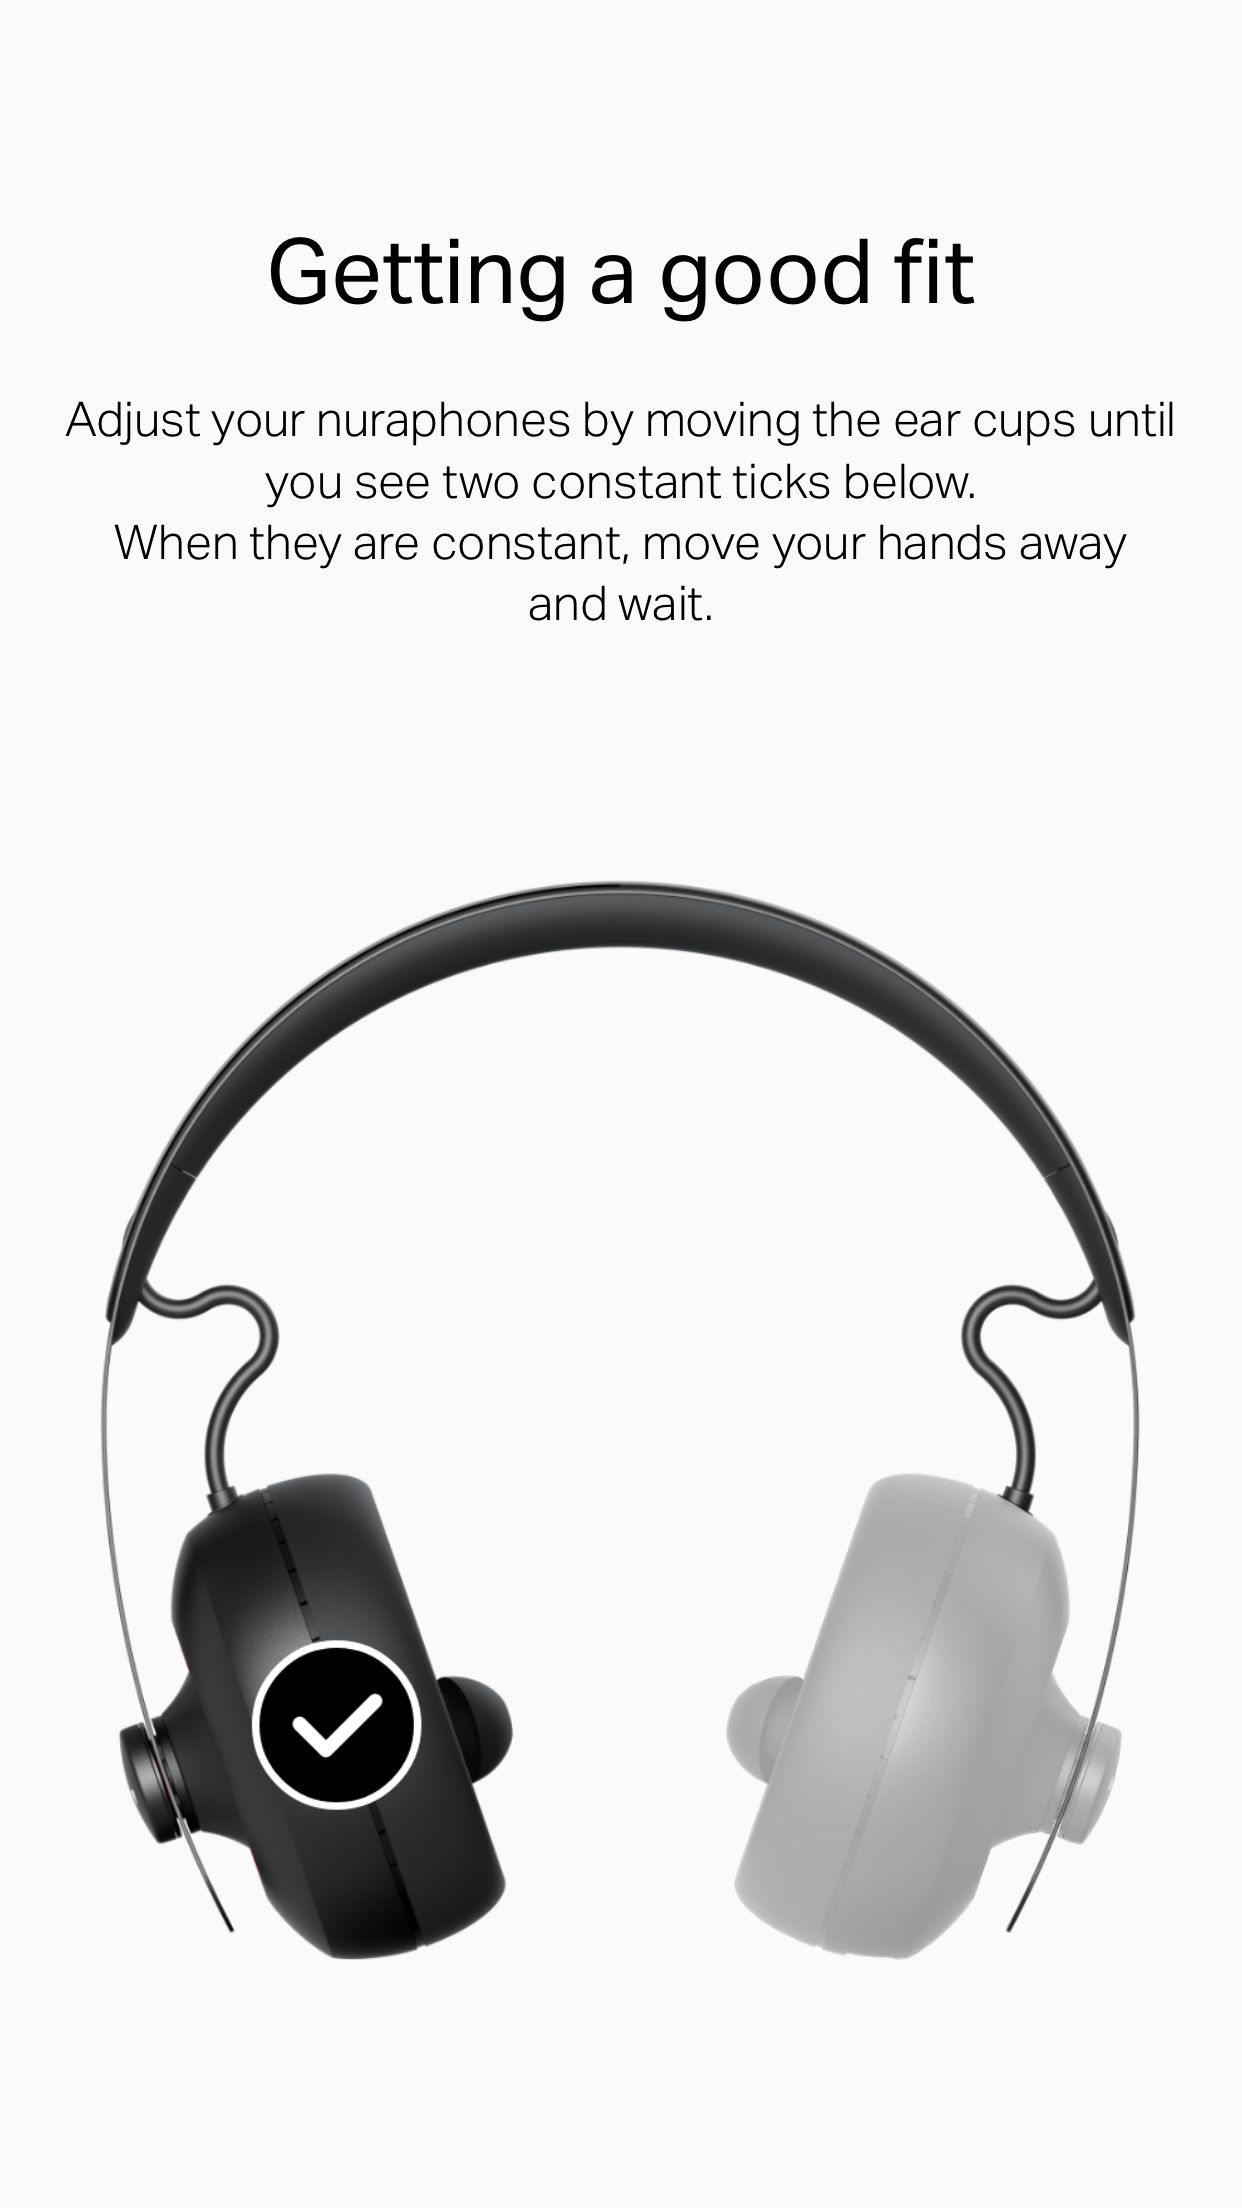 Getting a good fit
Adjust your nuraphones by moving the ear cups until
you see two constant ticks below.
When they are constant, move your hands away
and wait.